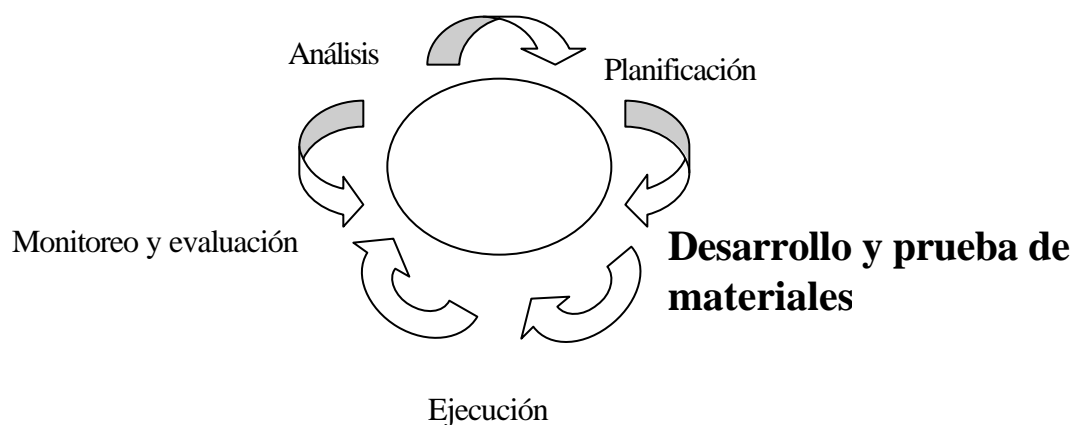 Análisis
Planificación
Monitoreo y evaluación
Desarrollo y prueba de
materiales
Ejecución